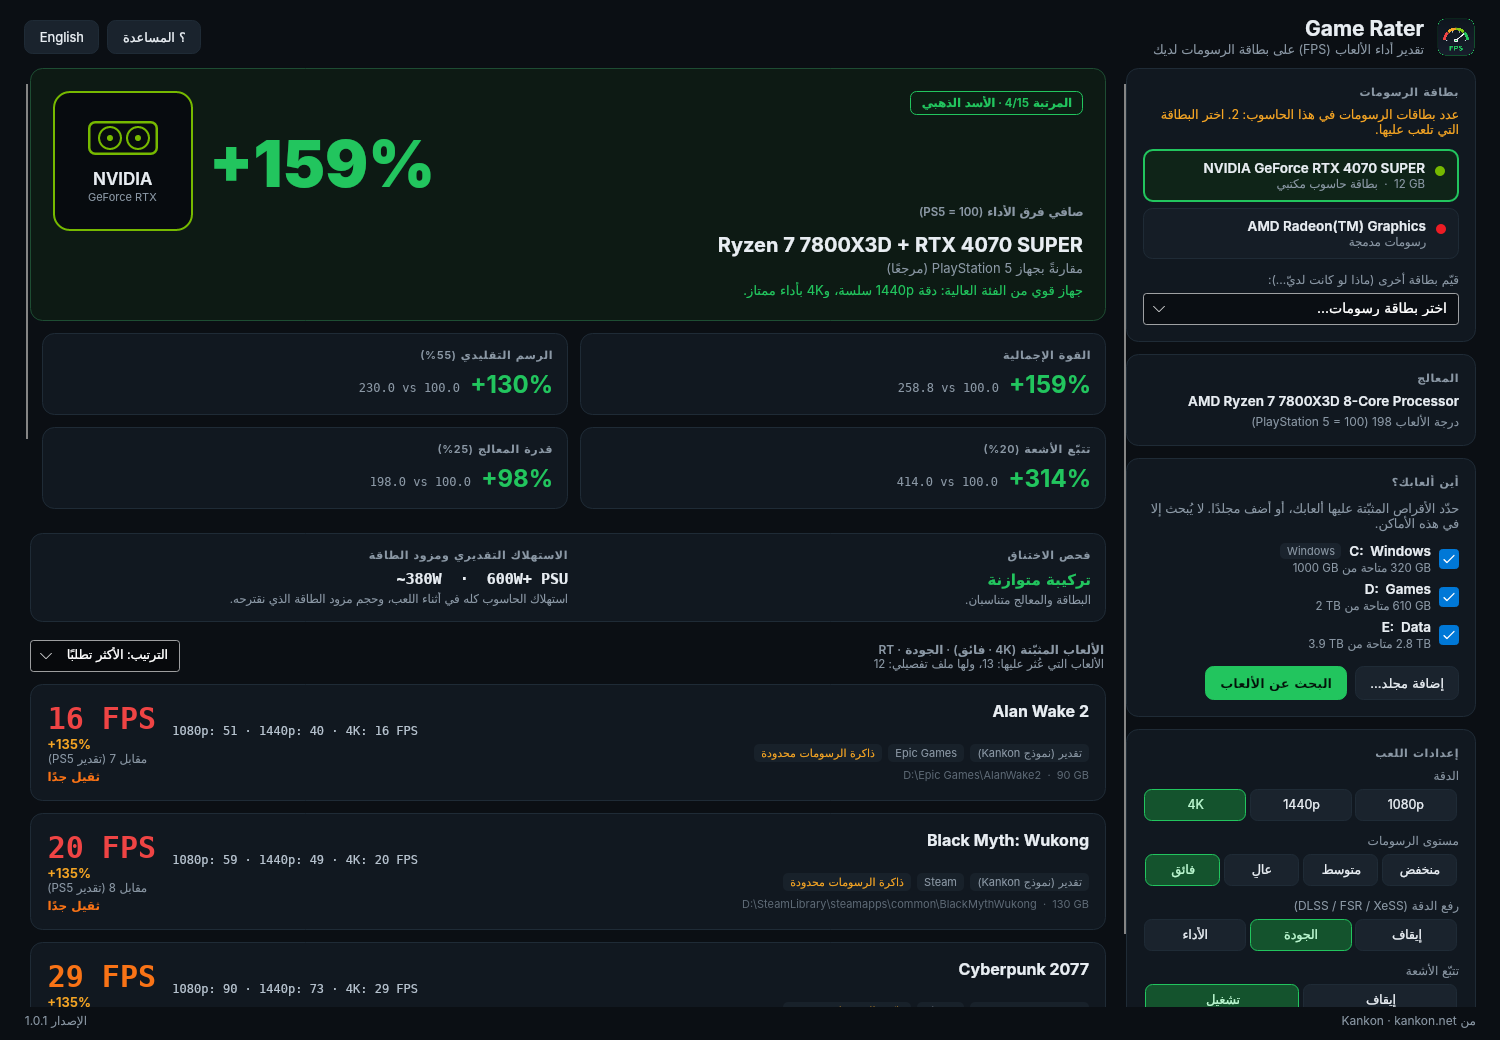 Game Rater
تقدير أداء الألعاب (FPS) على بطاقة الرسومات لديك
؟ المساعدة
English
بطاقة الرسومات
عدد بطاقات الرسومات في هذا الحاسوب: 2. اختر البطاقة
التي تلعب عليها.
NVIDIA GeForce RTX 4070 SUPER
12 GB · بطاقة حاسوب مكتبي
AMD Radeon(TM) Graphics
رسومات مدمجة
قيّم بطاقة أخرى (ماذا لو كانت لديّ...):
اختر بطاقة رسومات...
المعالج
AMD Ryzen 7 7800X3D 8-Core Processor
درجة الألعاب 198 (PlayStation 5 = 100)
أين ألعابك؟
حدّد الأقراص المثبّتة عليها ألعابك، أو أضف مجلدًا. لا يُبحث إلا
في هذه الأماكن.
C: Windows Windows
320 GB متاحة من 1000 GB
D: Games
610 GB متاحة من 2 TB
E: Data
2.8 TB متاحة من 3.9 TB
إضافة مجلد...
البحث عن الألعاب
إعدادات اللعب
الدقة
1080p
1440p
4K
مستوى الرسومات
منخفض
متوسط
عالٍ
فائق
رفع الدقة (DLSS / FSR / XeSS)
إيقاف
الجودة
الأداء
تتبّع الأشعة
إيقاف
تشغيل
المرتبة 4/15 · الأسد الذهبي
+159%
NVIDIA
GeForce RTX
صافي فرق الأداء (PS5 = 100)
Ryzen 7 7800X3D + RTX 4070 SUPER
مقارنةً بجهاز PlayStation 5 (مرجعًا)
جهاز قوي من الفئة العالية: دقة 1440p سلسة، و4K بأداء ممتاز.
القوة الإجمالية
+159% 258.8 vs 100.0
الرسم التقليدي (55%)
+130% 230.0 vs 100.0
تتبّع الأشعة (20%)
+314% 414.0 vs 100.0
قدرة المعالج (25%)
+98% 198.0 vs 100.0
فحص الاختناق
تركيبة متوازنة
البطاقة والمعالج متناسبان.
الاستهلاك التقديري ومزود الطاقة
~380W · 600W+ PSU
استهلاك الحاسوب كله في أثناء اللعب، وحجم مزود الطاقة الذي نقترحه.
الألعاب المثبّتة (4K · فائق) · الجودة · RT
الألعاب التي عُثر عليها: 13، ولها ملف تفصيلي: 12
الترتيب: الأكثر تطلبًا
Alan Wake 2
تقدير (نموذج Kankon)
Epic Games
ذاكرة الرسومات محدودة
D:\Epic Games\AlanWake2 · 90 GB
1080p: 51 · 1440p: 40 · 4K: 16 FPS
16 FPS
+135%
مقابل 7 (تقدير PS5)
ثقيل جدًا
Black Myth: Wukong
تقدير (نموذج Kankon)
Steam
ذاكرة الرسومات محدودة
D:\SteamLibrary\steamapps\common\BlackMythWukong · 130 GB
1080p: 59 · 1440p: 49 · 4K: 20 FPS
20 FPS
+135%
مقابل 8 (تقدير PS5)
ثقيل جدًا
Cyberpunk 2077
1080p: 90 · 1440p: 73 · 4K: 29 FPS
29 FPS
+135%
من Kankon · kankon.net
الإصدار 1.0.1